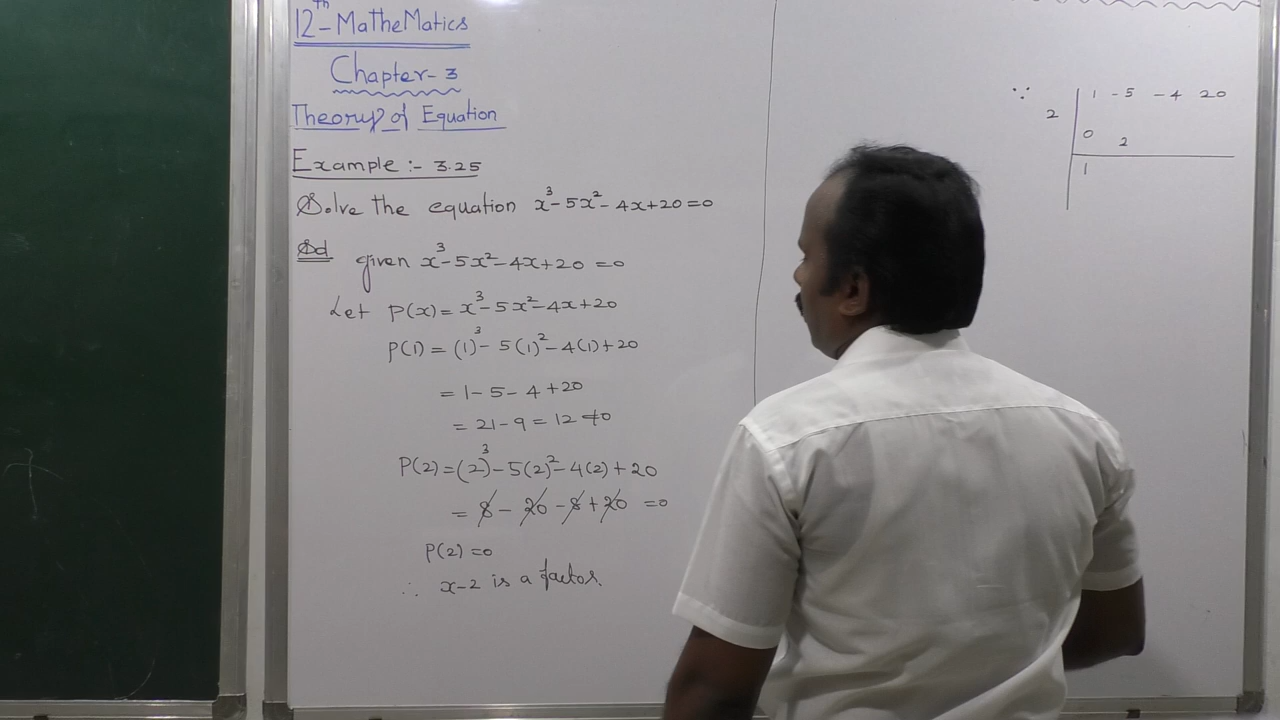 12th - Mathematics
Chapter - 3
Theory of Equation
Example :- 3.25
Solve the equation x³-5x²-4x+20=0
Sol given x³-5x²-4x+20 =0
Let P(x) = x³-5x²-4x+20
P(1) = (1)³- 5(1)²-4(1)+20
= 1-5-4+20
= 21-9 = 12 ≠0
P(2)=(2)³-5(2)²-4(2)+20
= 8 - 20 - 8 + 20 =0
P(2) =0
∴ x-2 is a factor.
∵ 1 -5 -4 20
2
0 2
1